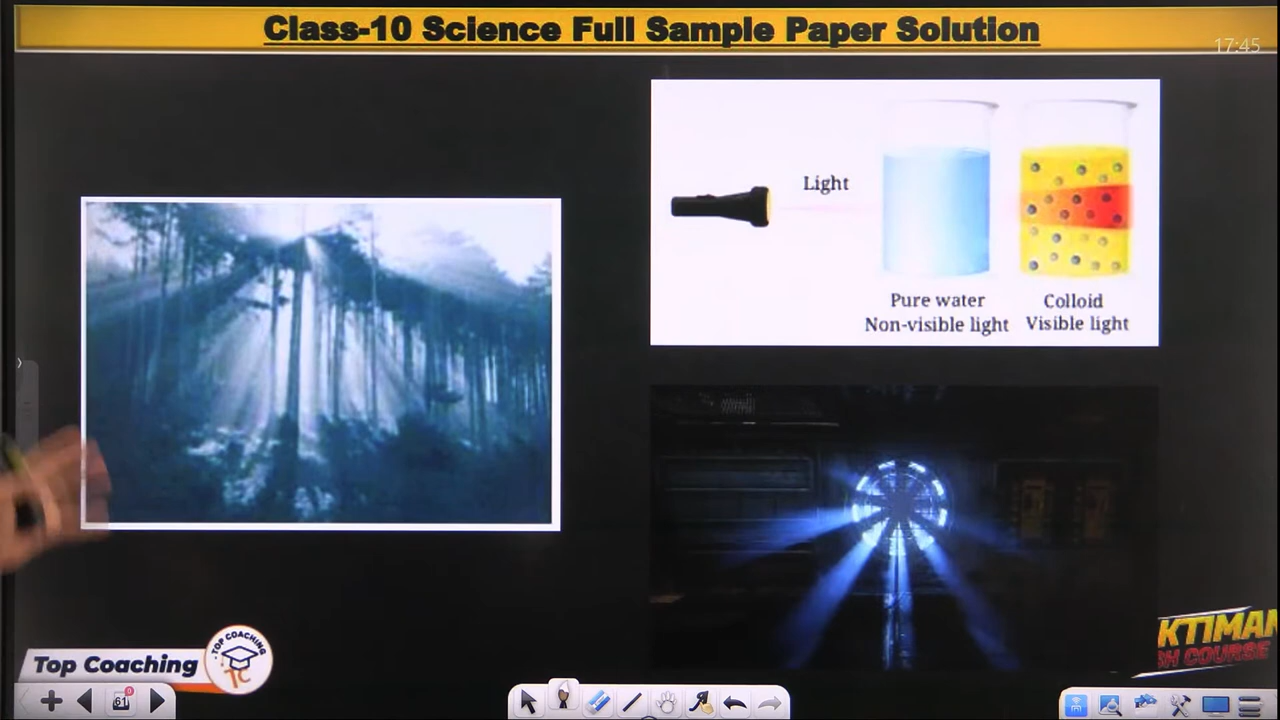 Class-10 Science Full Sample Paper Solution
17:45
Light
Pure water
Non-visible light
Colloid
Visible light
Top Coaching
TOP COACHING
TC
KTIMAN
SH COURSE
61